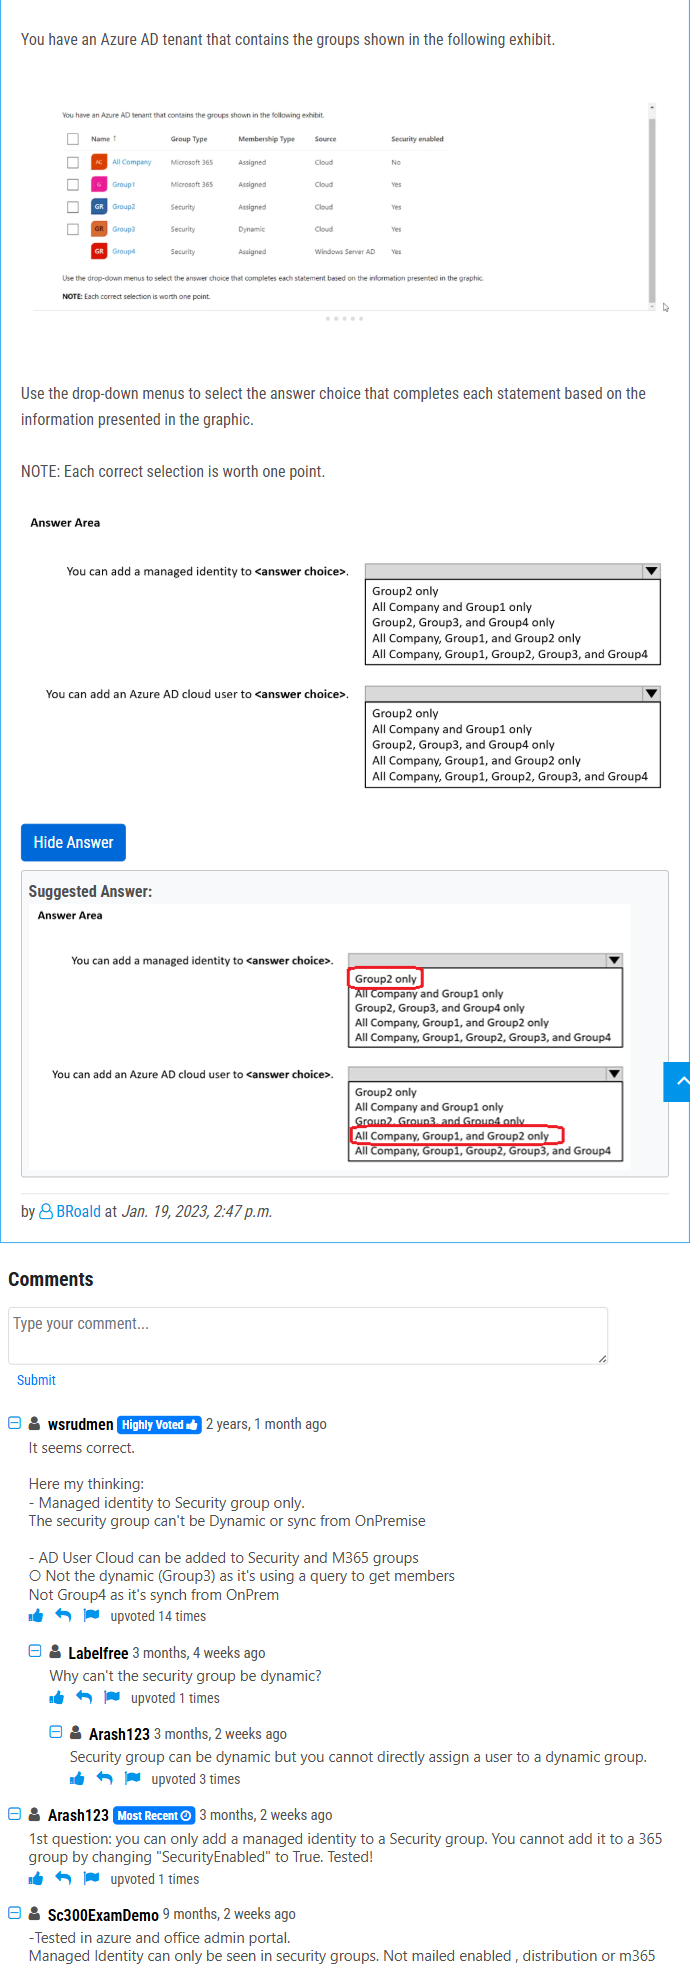 You have an Azure AD tenant that contains the groups shown in the following exhibit.
You have an Azure AD tenant that contains the groups shown in the following exhibit.
Name ↑ Group Type Membership Type Source Security enabled
AC All Company Microsoft 365 Assigned Cloud No
G Group1 Microsoft 365 Assigned Cloud Yes
GR Group2 Security Assigned Cloud Yes
GR Group3 Security Dynamic Cloud Yes
GR Group4 Security Assigned Windows Server AD Yes
Use the drop-down menus to select the answer choice that completes each statement based on the information presented in the graphic.
NOTE: Each correct selection is worth one point.
Use the drop-down menus to select the answer choice that completes each statement based on the
information presented in the graphic.
NOTE: Each correct selection is worth one point.
Answer Area
You can add a managed identity to <answer choice>.
Group2 only
All Company and Group1 only
Group2, Group3, and Group4 only
All Company, Group1, and Group2 only
All Company, Group1, Group2, Group3, and Group4
You can add an Azure AD cloud user to <answer choice>.
Group2 only
All Company and Group1 only
Group2, Group3, and Group4 only
All Company, Group1, and Group2 only
All Company, Group1, Group2, Group3, and Group4
Hide Answer
Suggested Answer:
Answer Area
You can add a managed identity to <answer choice>.
Group2 only
All Company and Group1 only
Group2, Group3, and Group4 only
All Company, Group1, and Group2 only
All Company, Group1, Group2, Group3, and Group4
You can add an Azure AD cloud user to <answer choice>.
Group2 only
All Company and Group1 only
Group2, Group3, and Group4 only
All Company, Group1, and Group2 only
All Company, Group1, Group2, Group3, and Group4
by BRoald at Jan. 19, 2023, 2:47 p.m.
Comments
Type your comment...
Submit
wsrudmen Highly Voted 2 years, 1 month ago
It seems correct.
Here my thinking:
- Managed identity to Security group only.
The security group can't be Dynamic or sync from OnPremise
- AD User Cloud can be added to Security and M365 groups
O Not the dynamic (Group3) as it's using a query to get members
Not Group4 as it's synch from OnPrem
upvoted 14 times
Labelfree 3 months, 4 weeks ago
Why can't the security group be dynamic?
upvoted 1 times
Arash123 3 months, 2 weeks ago
Security group can be dynamic but you cannot directly assign a user to a dynamic group.
upvoted 3 times
Arash123 Most Recent 3 months, 2 weeks ago
1st question: you can only add a managed identity to a Security group. You cannot add it to a 365
group by changing "SecurityEnabled" to True. Tested!
upvoted 1 times
Sc300ExamDemo 9 months, 2 weeks ago
-Tested in azure and office admin portal.
Managed Identity can only be seen in security groups. Not mailed enabled , distribution or m365